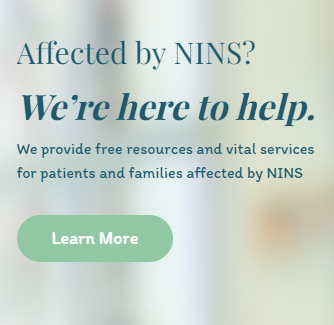 Affected by NINS?
We're here to help.
We provide free resources and vital services
for patients and families affected by NINS
Learn More